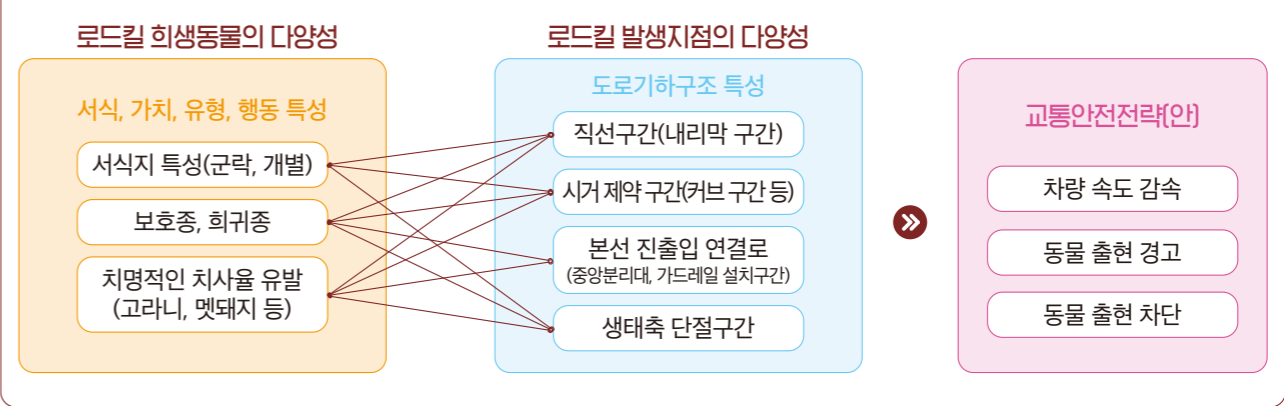 로드킬 희생동물의 다양성
서식, 가치, 유형, 행동 특성
서식지 특성(군락, 개별)
보호종, 희귀종
치명적인 치사율 유발
(고라니, 멧돼지 등)
로드킬 발생지점의 다양성
도로기하구조 특성
직선구간(내리막 구간)
시거 제약 구간(커브 구간 등)
본선 진출입 연결로
(중앙분리대, 가드레일 설치구간)
생태축 단절구간
교통안전전략(안)
차량 속도 감속
동물 출현 경고
동물 출현 차단